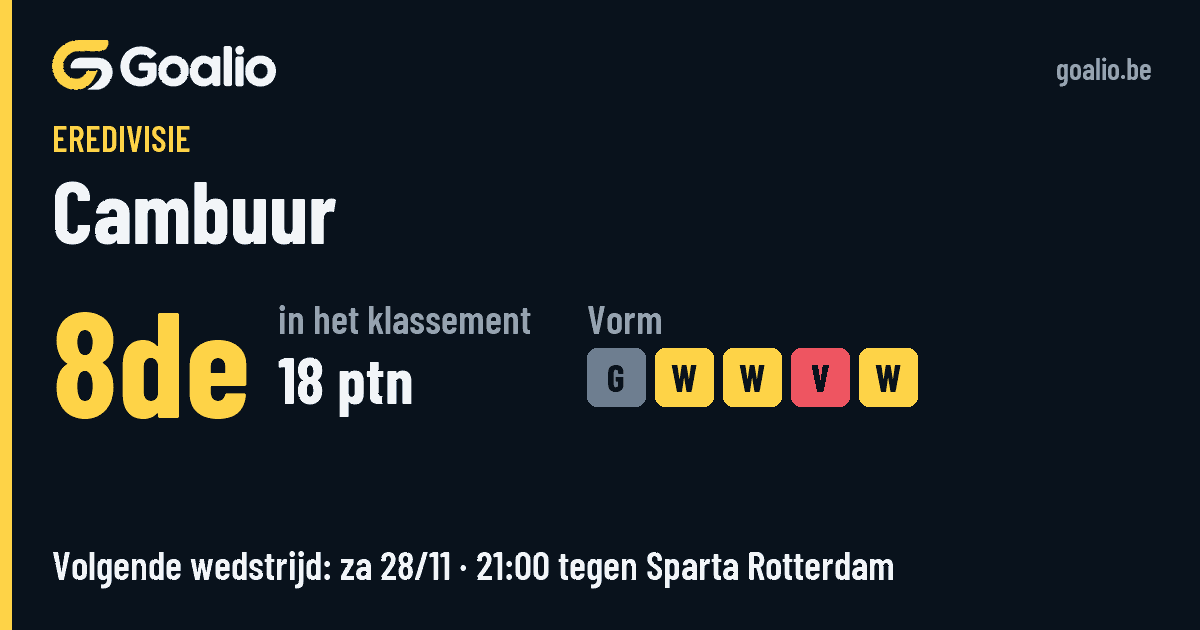 Goalio
goalio.be
EREDIVISIE
Cambuur
8de
in het klassement
18 ptn
Vorm
G W W V W
Volgende wedstrijd: za 28/11 · 21:00 tegen Sparta Rotterdam